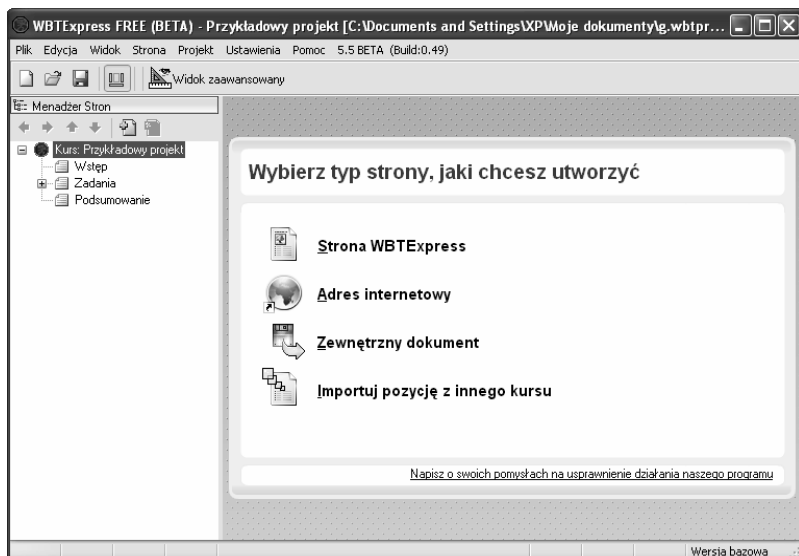 WBTExpress FREE (BETA) - Przykładowy projekt [C:\Documents and Settings\XP\Moje dokumenty\g.wbtpr...
Plik Edycja Widok Strona Projekt Ustawienia Pomoc 5.5 BETA (Build:0.49)
Widok zaawansowany
Menadżer Stron
Kurs: Przykładowy projekt
Wstęp
Zadania
Podsumowanie
Wybierz typ strony, jaki chcesz utworzyć
Strona WBTExpress
Adres internetowy
Zewnętrzny dokument
Importuj pozycję z innego kursu
Napisz o swoich pomysłach na usprawnienie działania naszego programu
Wersja bazowa